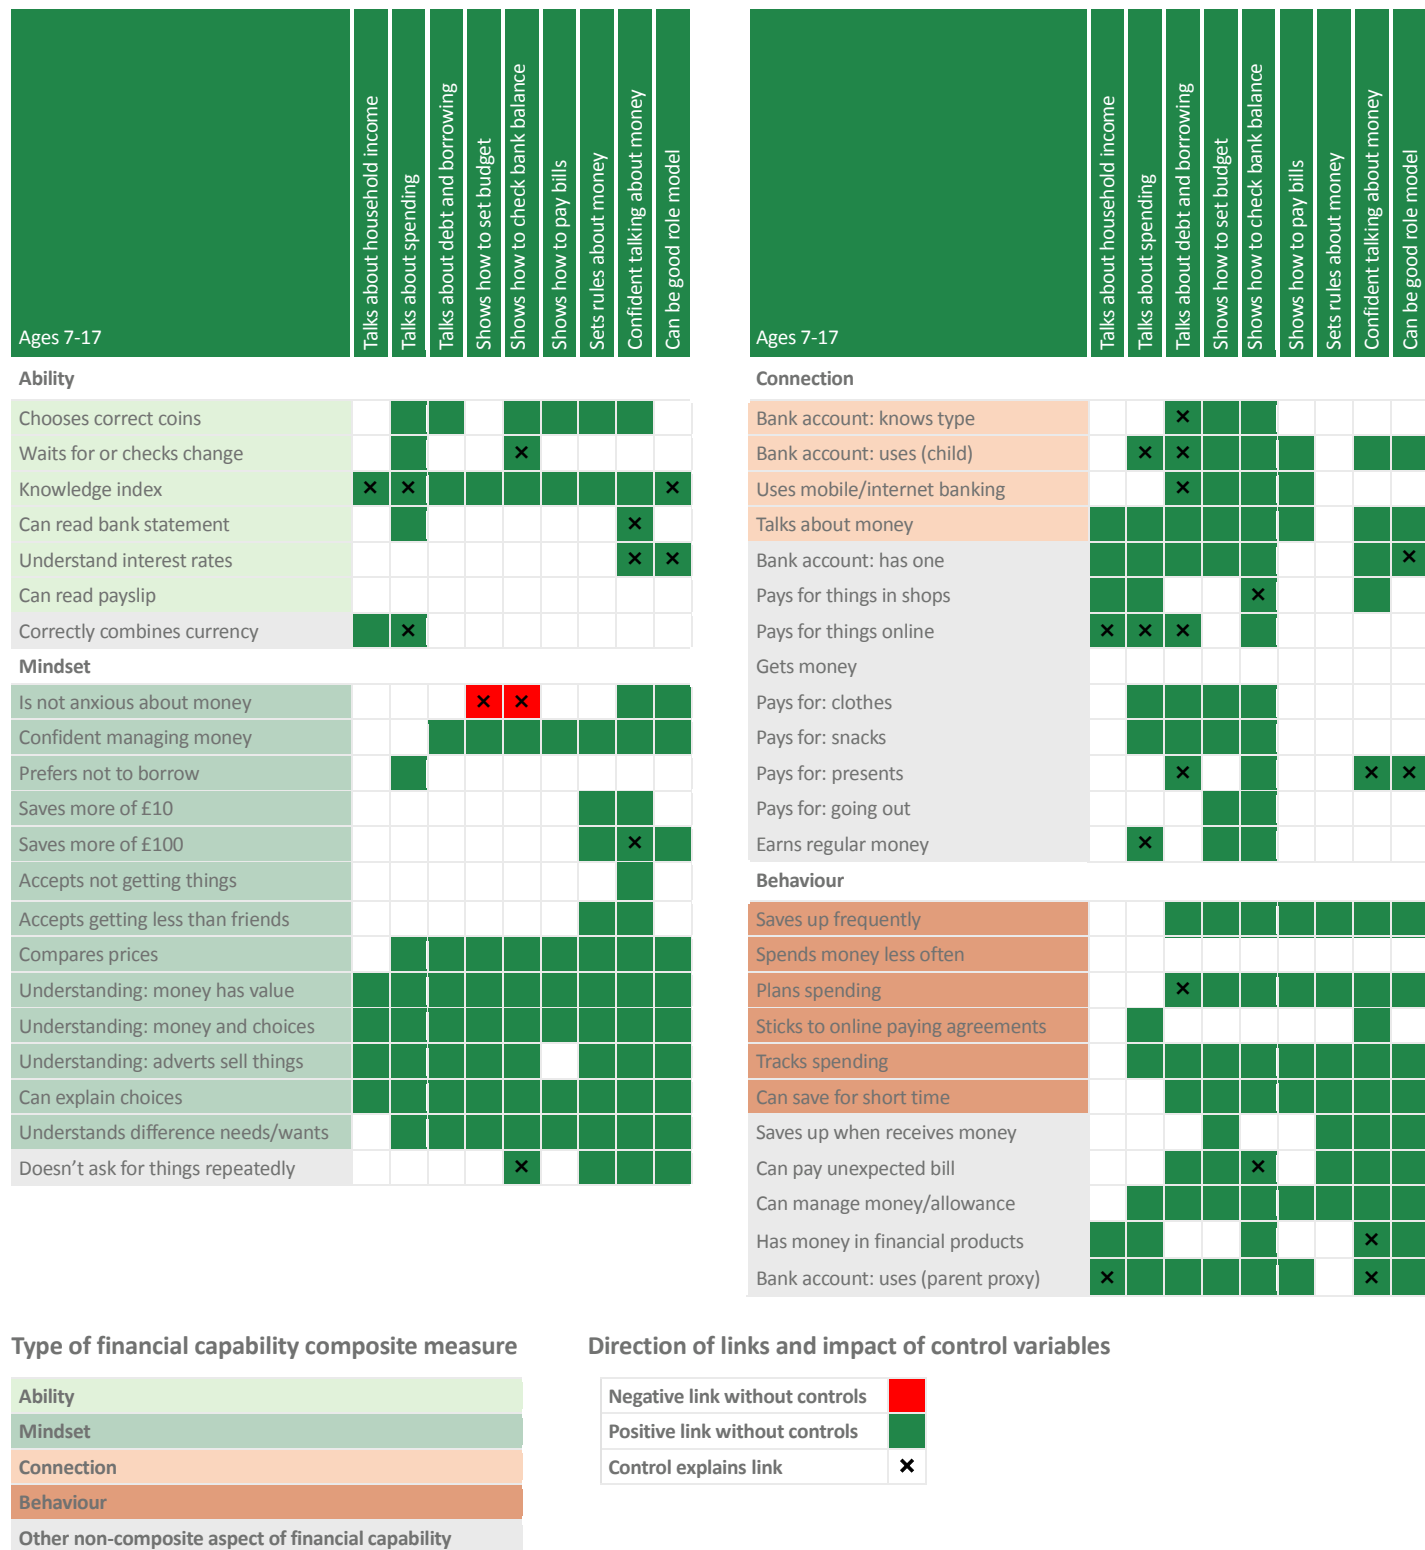 Ages 7-17
Talks about household income
Talks about spending
Talks about debt and borrowing
Shows how to set budget
Shows how to check bank balance
Shows how to pay bills
Sets rules about money
Confident talking about money
Can be good role model
Ability
Chooses correct coins
Waits for or checks change
×
Knowledge index
× × ×
Can read bank statement
×
Understand interest rates
× ×
Can read payslip
Correctly combines currency
×
Mindset
Is not anxious about money
× ×
Confident managing money
Prefers not to borrow
Saves more of £10
Saves more of £100
×
Accepts not getting things
Accepts getting less than friends
Compares prices
Understanding: money has value
Understanding: money and choices
Understanding: adverts sell things
Can explain choices
Understands difference needs/wants
Doesn’t ask for things repeatedly
×
Ages 7-17
Talks about household income
Talks about spending
Talks about debt and borrowing
Shows how to set budget
Shows how to check bank balance
Shows how to pay bills
Sets rules about money
Confident talking about money
Can be good role model
Connection
Bank account: knows type
×
Bank account: uses (child)
× ×
Uses mobile/internet banking
×
Talks about money
Bank account: has one
×
Pays for things in shops
×
Pays for things online
× × ×
Gets money
Pays for: clothes
Pays for: snacks
Pays for: presents
× × ×
Pays for: going out
Earns regular money
×
Behaviour
Saves up frequently
Spends money less often
Plans spending
×
Sticks to online paying agreements
Tracks spending
Can save for short time
Saves up when receives money
Can pay unexpected bill
×
Can manage money/allowance
Has money in financial products
×
Bank account: uses (parent proxy)
× ×
Type of financial capability composite measure
Ability
Mindset
Connection
Behaviour
Other non-composite aspect of financial capability
Direction of links and impact of control variables
Negative link without controls
Positive link without controls
Control explains link
×